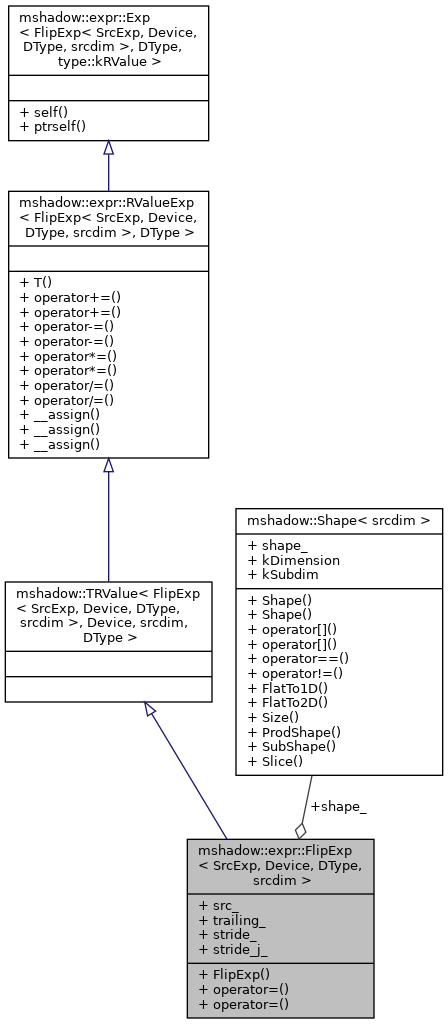 mshadow::expr::Exp
< FlipExp< SrcExp, Device,
DType, srcdim >, DType,
type::kRValue >
+ self()
+ ptrself()
mshadow::expr::RValueExp
< FlipExp< SrcExp, Device,
DType, srcdim >, DType >
+ T()
+ operator+=()
+ operator+=()
+ operator-=()
+ operator-=()
+ operator*=()
+ operator*=()
+ operator/=()
+ operator/=()
+ __assign()
+ __assign()
+ __assign()
mshadow::TRValue< FlipExp
< SrcExp, Device, DType,
srcdim >, Device, srcdim,
DType >
mshadow::Shape< srcdim >
+ shape_
+ kDimension
+ kSubdim
+ Shape()
+ Shape()
+ operator[]()
+ operator[]()
+ operator==()
+ operator!=()
+ FlatTo1D()
+ FlatTo2D()
+ Size()
+ ProdShape()
+ SubShape()
+ Slice()
+shape_
mshadow::expr::FlipExp
< SrcExp, Device, DType,
srcdim >
+ src_
+ trailing_
+ stride_
+ stride_j_
+ FlipExp()
+ operator=()
+ operator=()